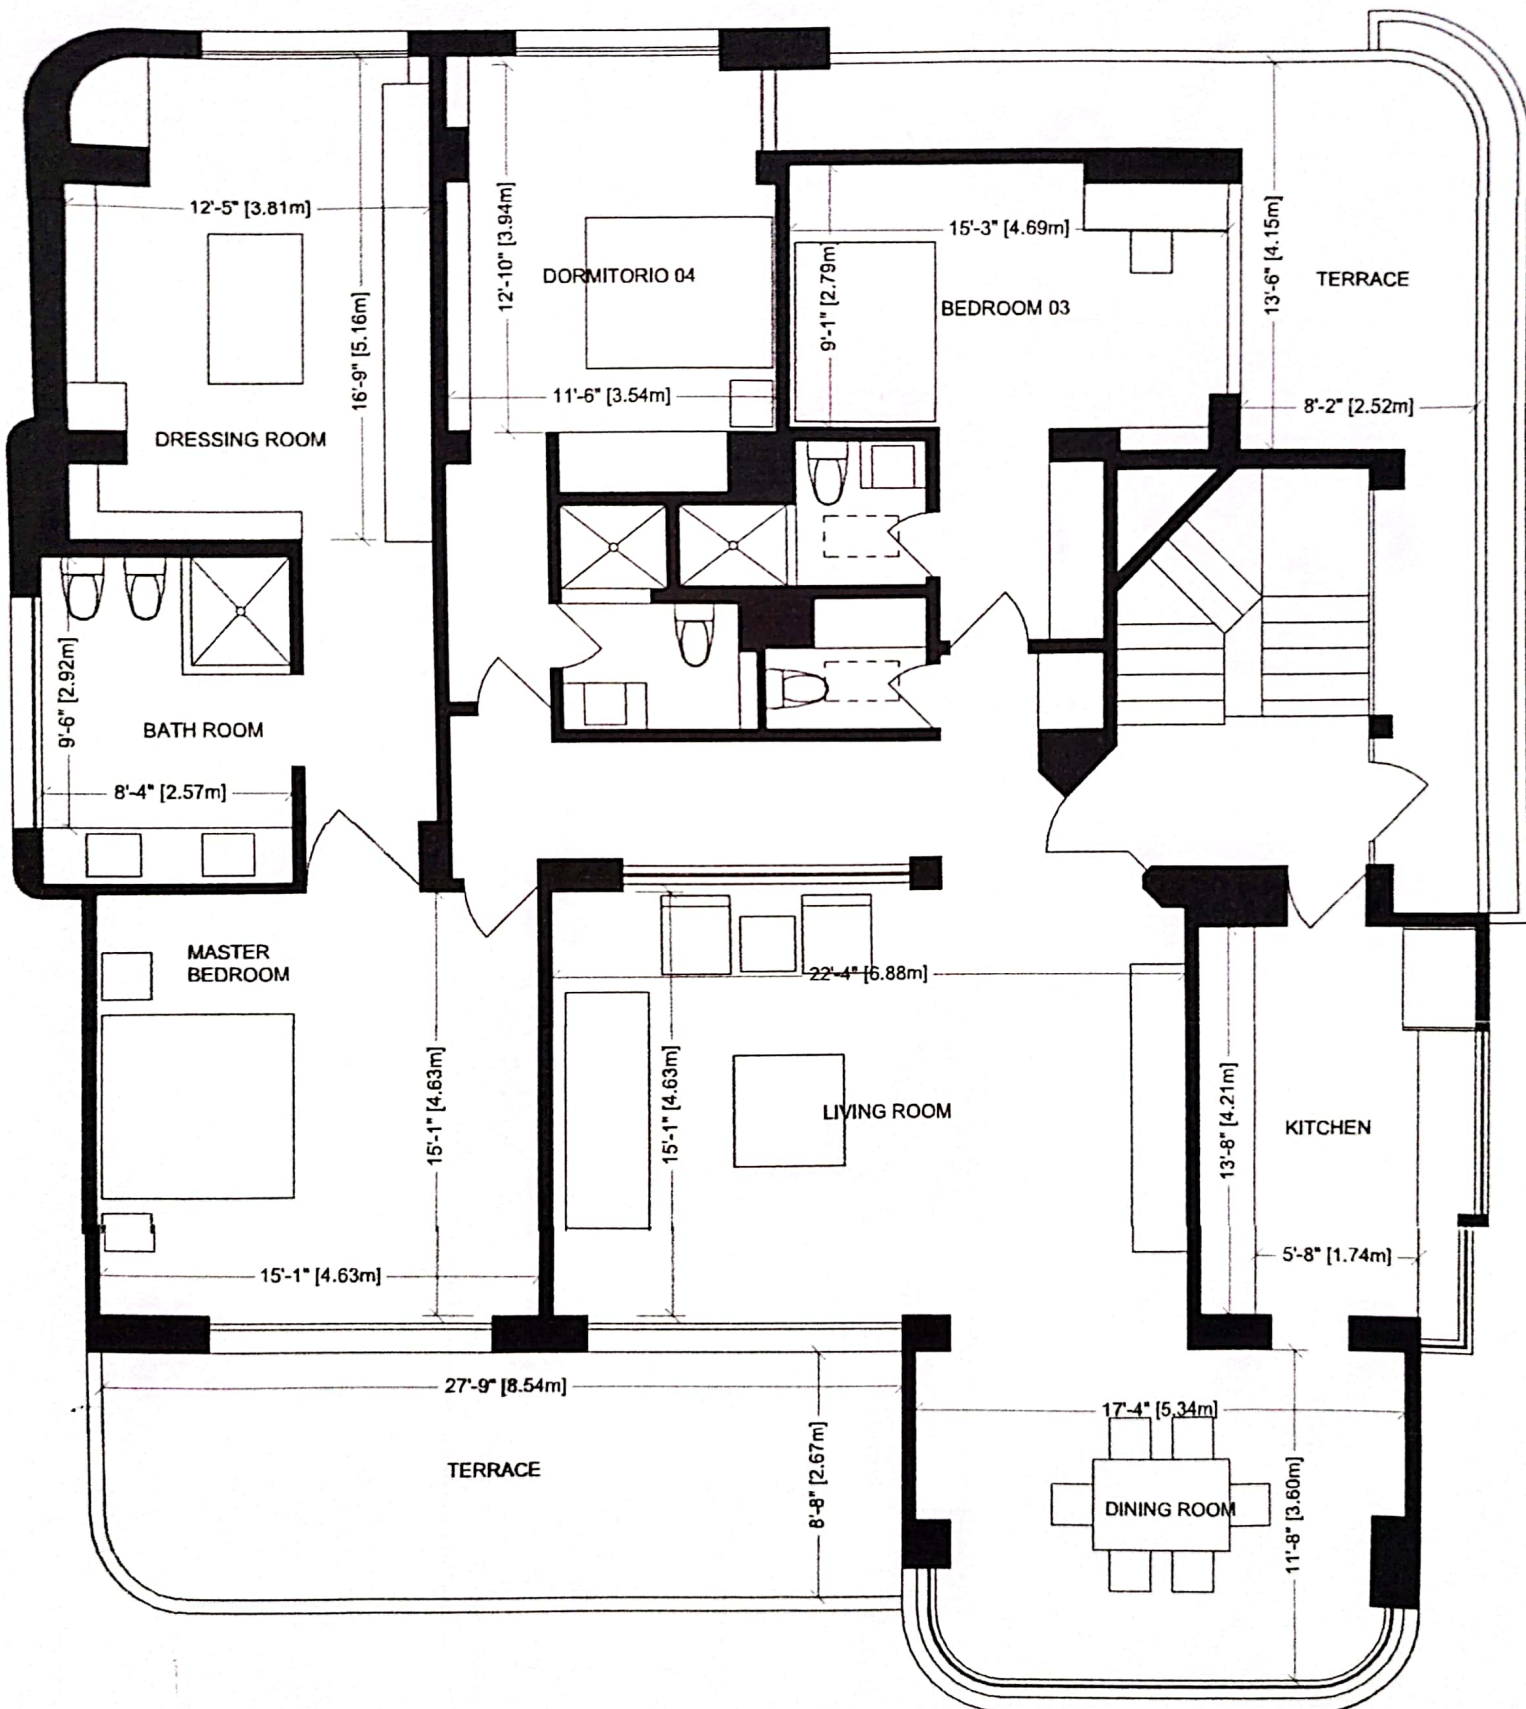 12'-5" [3.81m]
16'-9" [5.16m]
DRESSING ROOM
12'-10" [3.94m]
DORMITORIO 04
11'-6" [3.54m]
15'-3" [4.69m]
9'-1" [2.79m]
BEDROOM 03
13'-6" [4.15m]
TERRACE
8'-2" [2.52m]
9'-6" [2.92m]
BATH ROOM
8'-4" [2.57m]
MASTER
BEDROOM
15'-1" [4.63m]
15'-1" [4.63m]
22'-4" [6.88m]
15'-1" [4.63m]
LIVING ROOM
13'-8" [4.21m]
KITCHEN
5'-8" [1.74m]
27'-9" [8.54m]
TERRACE
8'-8" [2.67m]
17'-4" [5.34m]
DINING ROOM
11'-8" [3.60m]